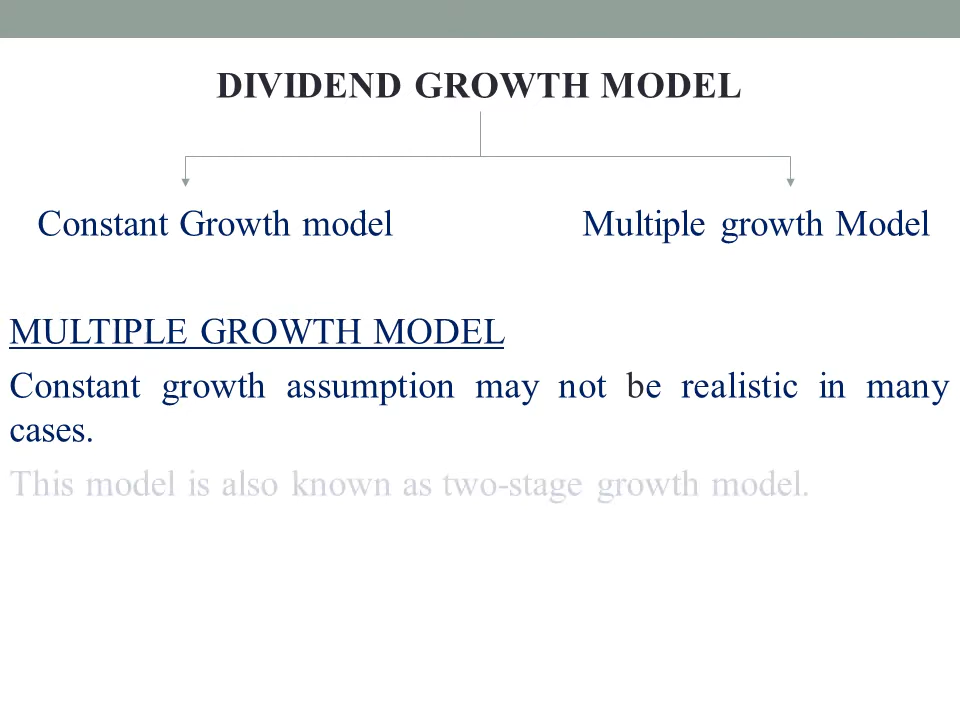 DIVIDEND GROWTH MODEL
Constant Growth model
Multiple growth Model
MULTIPLE GROWTH MODEL
Constant growth assumption may not be realistic in many
cases.
This model is also known as two-stage growth model.